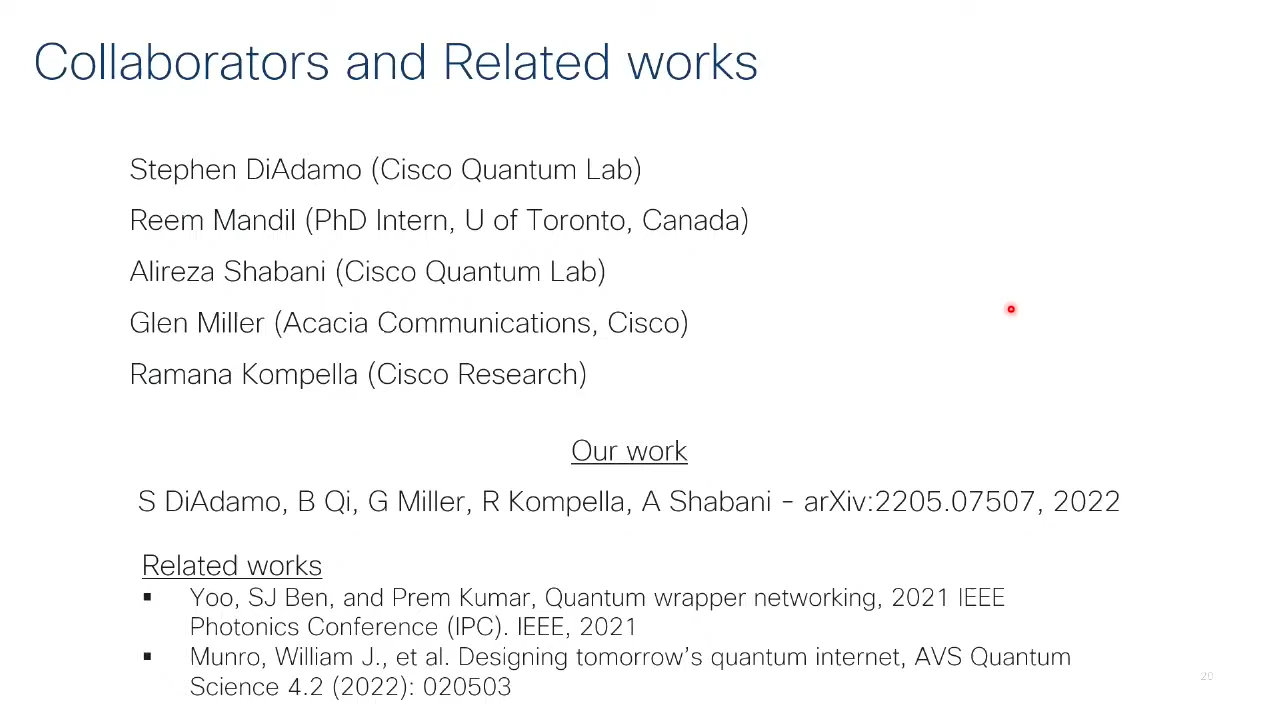 Collaborators and Related works
Stephen DiAdamo (Cisco Quantum Lab)
Reem Mandil (PhD Intern, U of Toronto, Canada)
Alireza Shabani (Cisco Quantum Lab)
Glen Miller (Acacia Communications, Cisco)
Ramana Kompella (Cisco Research)
Our work
S DiAdamo, B Qi, G Miller, R Kompella, A Shabani – arXiv:2205.07507, 2022
Related works
▪ Yoo, SJ Ben, and Prem Kumar, Quantum wrapper networking, 2021 IEEE
Photonics Conference (IPC). IEEE, 2021
▪ Munro, William J., et al. Designing tomorrow’s quantum internet, AVS Quantum
Science 4.2 (2022): 020503
20